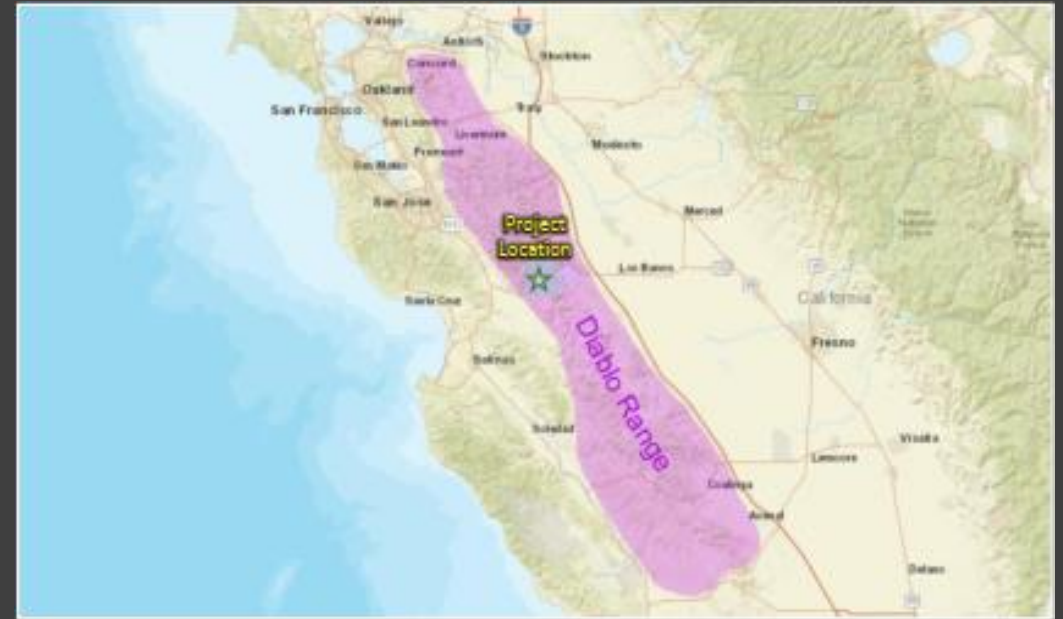 Vallejo
Antioch
Stockton
Concord
Oakland
San Francisco
Tracy
San Leandro
Livermore
Fremont
San Mateo
Modesto
San Jose
Merced
Project
Location
Los Banos
Santa Cruz
California
Salinas
Fresno
Diablo Range
Soledad
Visalia
Lemoore
Coalinga
Avenal
Delano